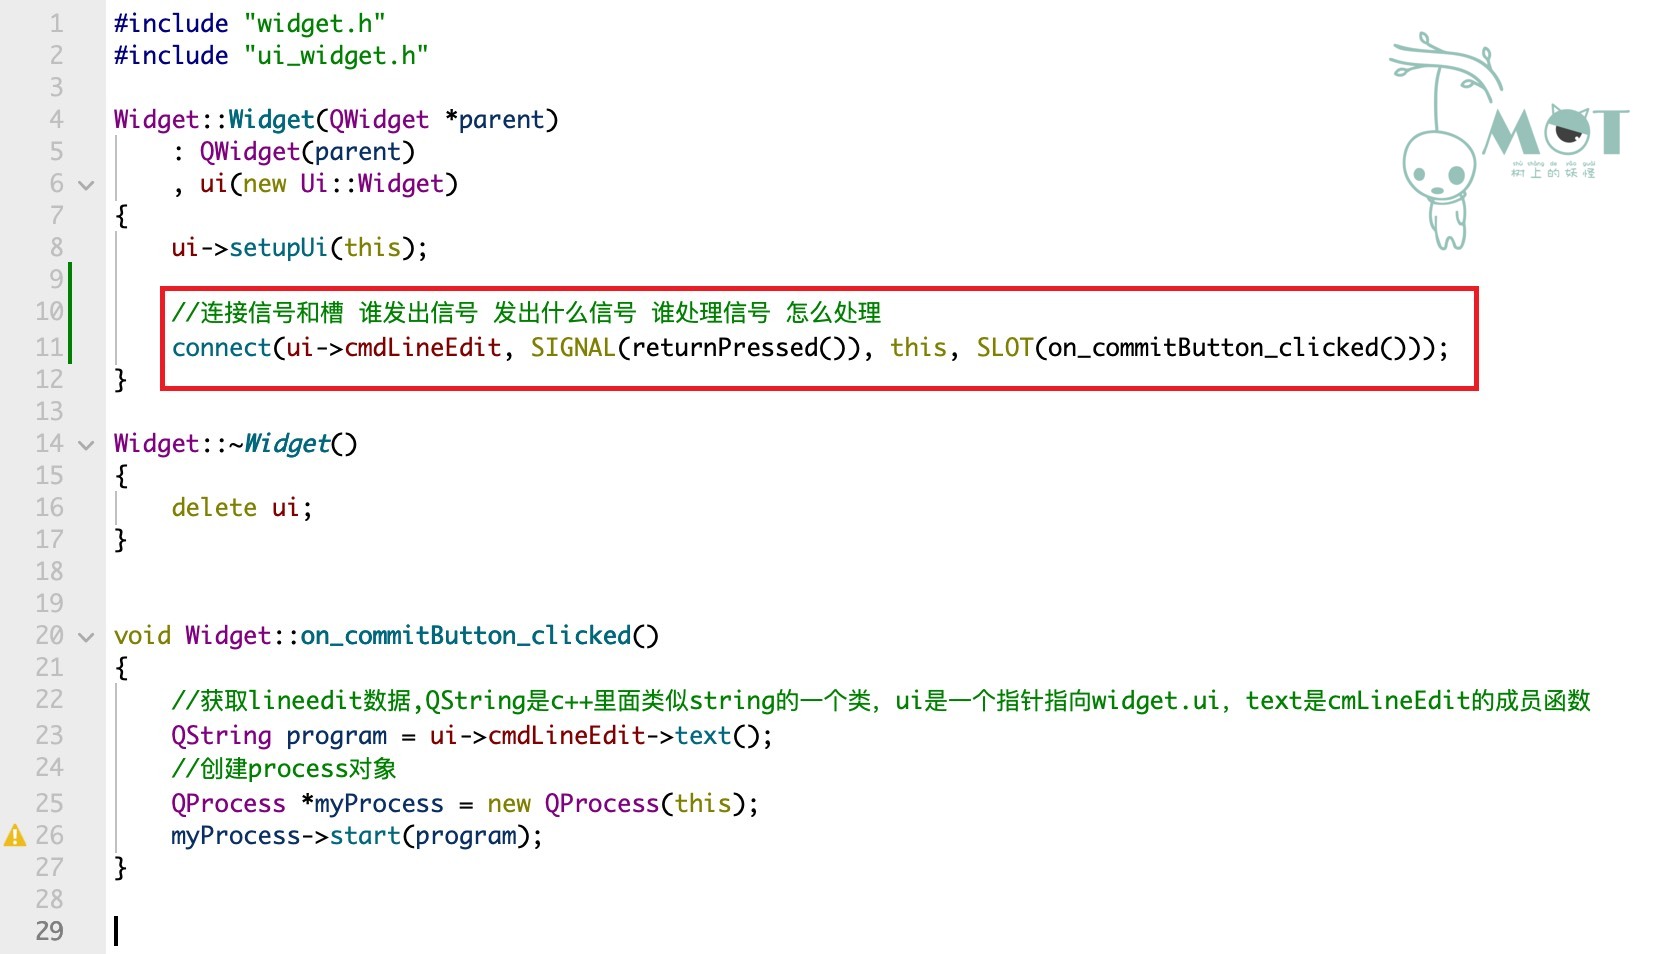 1 #include "widget.h"
2 #include "ui_widget.h"
3
4 Widget::Widget(QWidget *parent)
5     : QWidget(parent)
6     , ui(new Ui::Widget)
7 {
8     ui->setupUi(this);
9
10     //连接信号和槽 谁发出信号 发出什么信号 谁处理信号 怎么处理
11     connect(ui->cmdLineEdit, SIGNAL(returnPressed()), this, SLOT(on_commitButton_clicked()));
12 }
13
14 Widget::~Widget()
15 {
16     delete ui;
17 }
18
19
20 void Widget::on_commitButton_clicked()
21 {
22     //获取lineedit数据,QString是c++里面类似string的一个类，ui是一个指针指向widget.ui，text是cmLineEdit的成员函数
23     QString program = ui->cmdLineEdit->text();
24     //创建process对象
25     QProcess *myProcess = new QProcess(this);
26     myProcess->start(program);
27 }
28
29
MOT
shù shàng de yāo guài
树上的妖怪